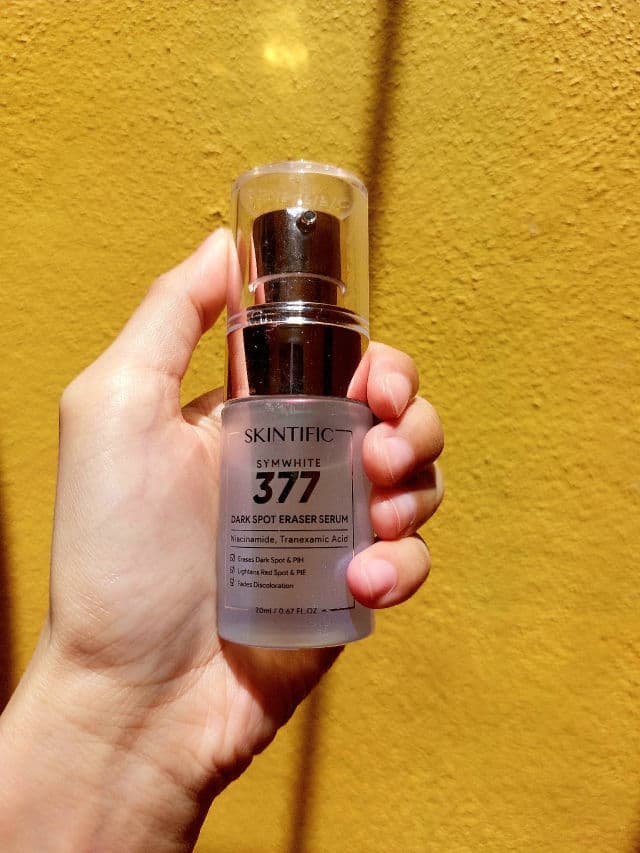 SKINTIFIC
SYMWHITE
377
DARK SPOT ERASER SERUM
Niacinamide, Tranexamic Acid
Erases Dark Spot & PIH
Lightens Red Spot & PIE
Fades Discoloration
20ml / 0.67 FL.OZ